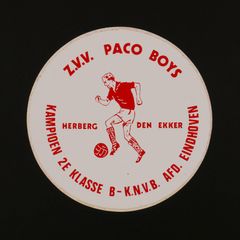 Z.V.V. PACO BOYS
HERBERG DEN EKKER
KAMPIOEN 2E KLASSE B-K.N.V.B. AFD. EINDHOVEN